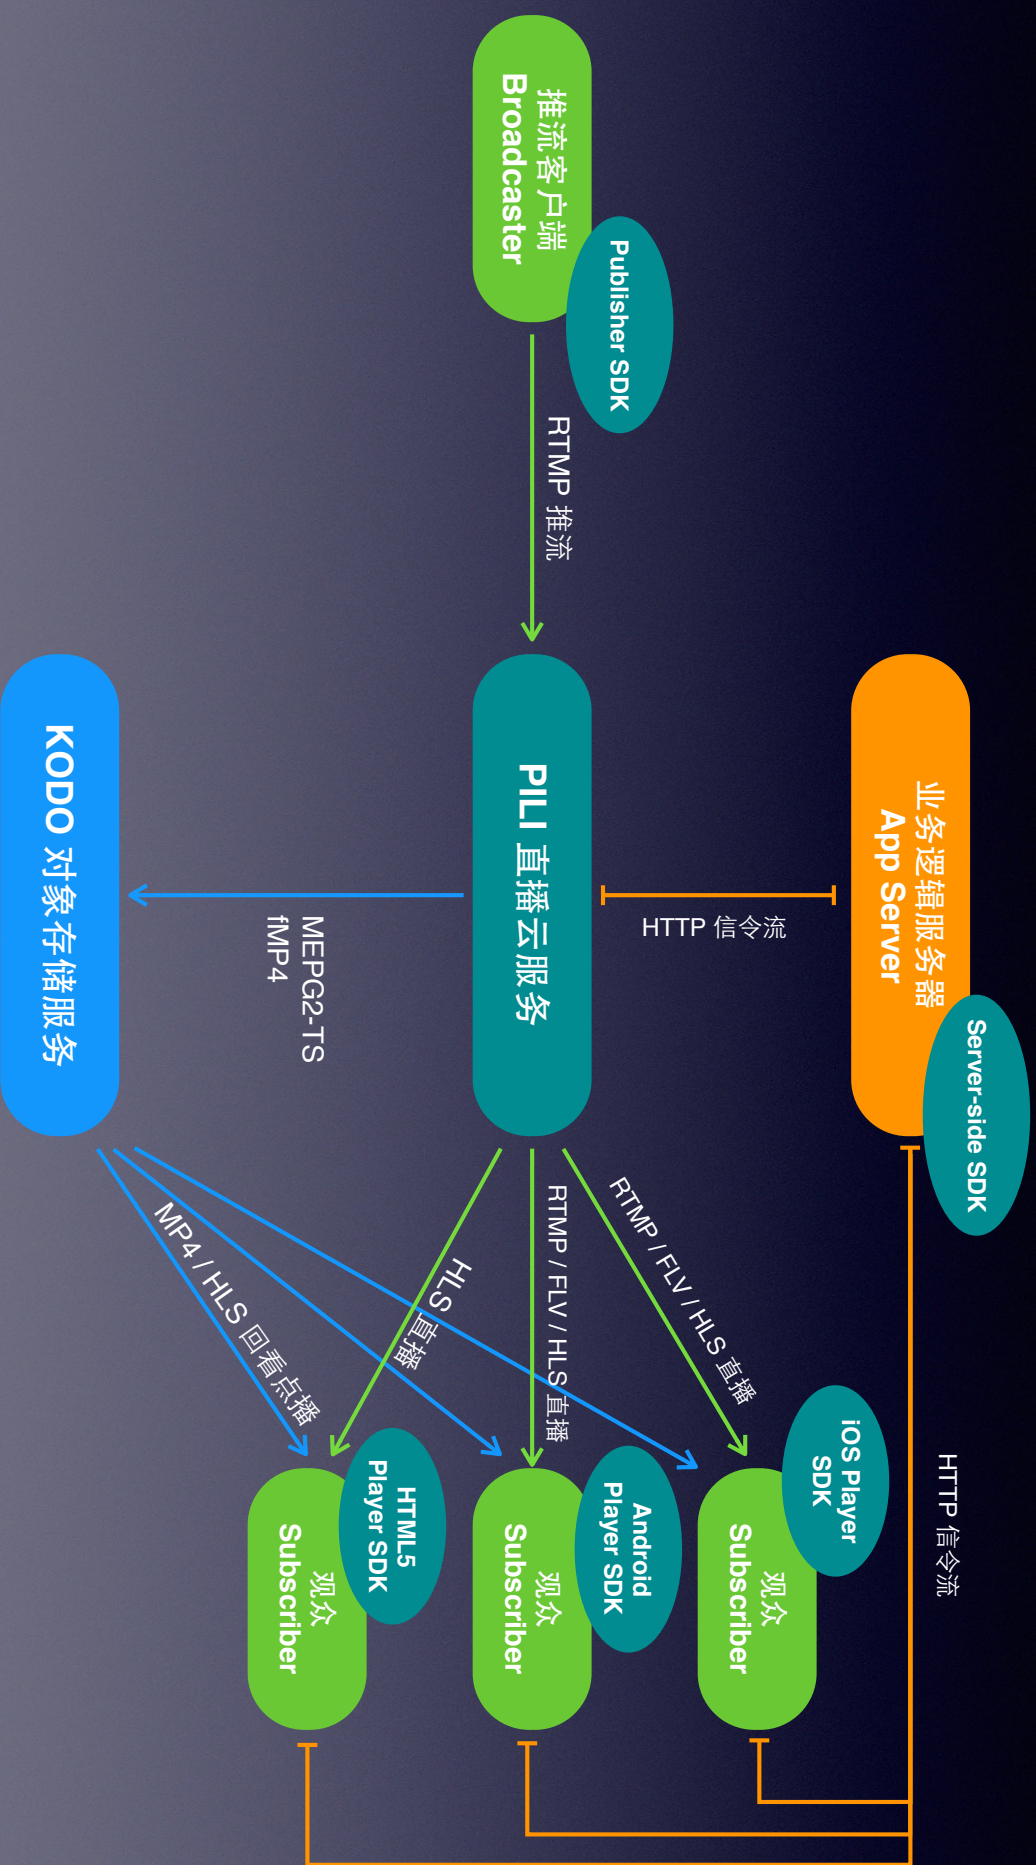 业务逻辑服务器
App Server
Server-side SDK
HTTP 信令流
HTTP 信令流
推流客户端
Broadcaster
Publisher SDK
RTMP 推流
PILI 直播云服务
RTMP / FLV / HLS 直播
RTMP / FLV / HLS 直播
HLS 直播
iOS Player
SDK
观众
Subscriber
Android
Player SDK
观众
Subscriber
HTML5
Player SDK
观众
Subscriber
MEPG2-TS
fMP4
MP4 / HLS 回看点播
KODO 对象存储服务